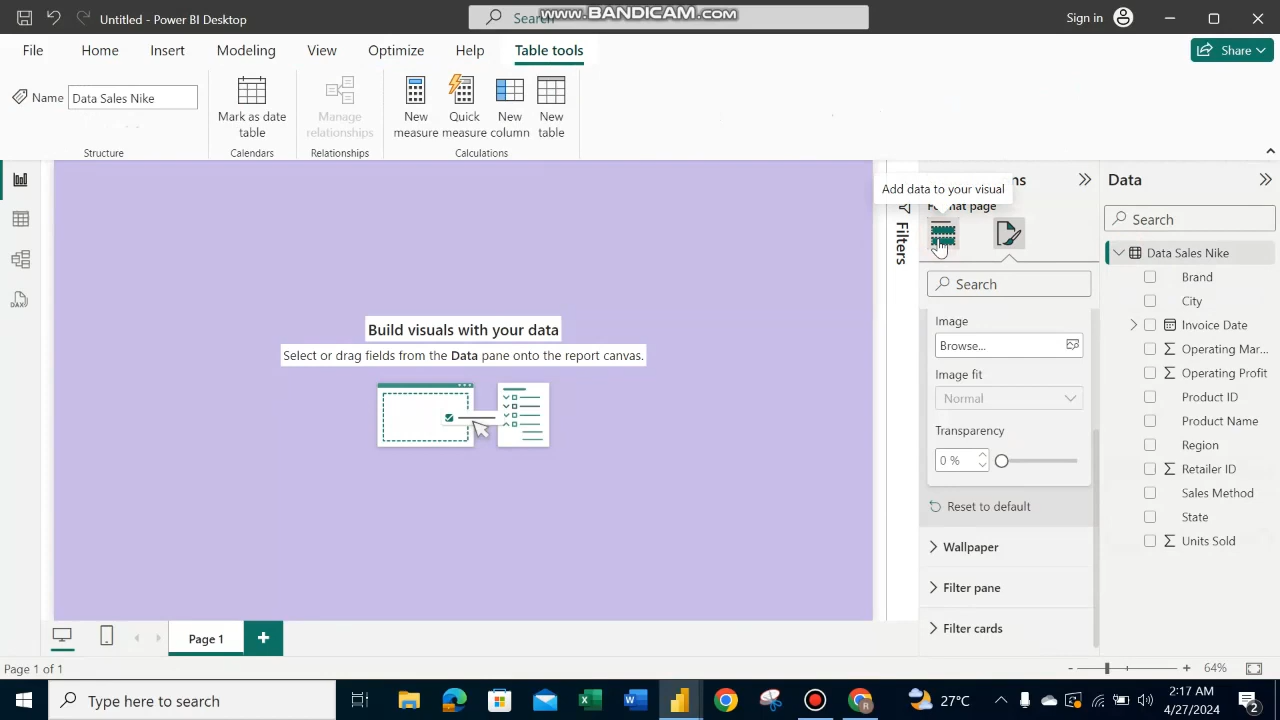 Untitled - Power BI Desktop
Search
www.BANDICAM.com
Sign in
File
Home
Insert
Modeling
View
Optimize
Help
Table tools
Share
Name
Data Sales Nike
Mark as date
table
Manage
relationships
New
measure
Quick
measure
New
column
New
table
Structure
Calendars
Relationships
Calculations
Add data to your visual
Data
Format page
Filters
Search
Search
Data Sales Nike
Brand
City
Image
Invoice Date
Browse...
Operating Mar...
Image fit
Operating Profit
Normal
Product ID
Product Name
Transparency
Region
0 %
Retailer ID
Sales Method
Reset to default
State
Units Sold
Wallpaper
Filter pane
Filter cards
Build visuals with your data
Select or drag fields from the Data pane onto the report canvas.
Page 1
Page 1 of 1
64%
Type here to search
27°C
2:17 AM
4/27/2024
2